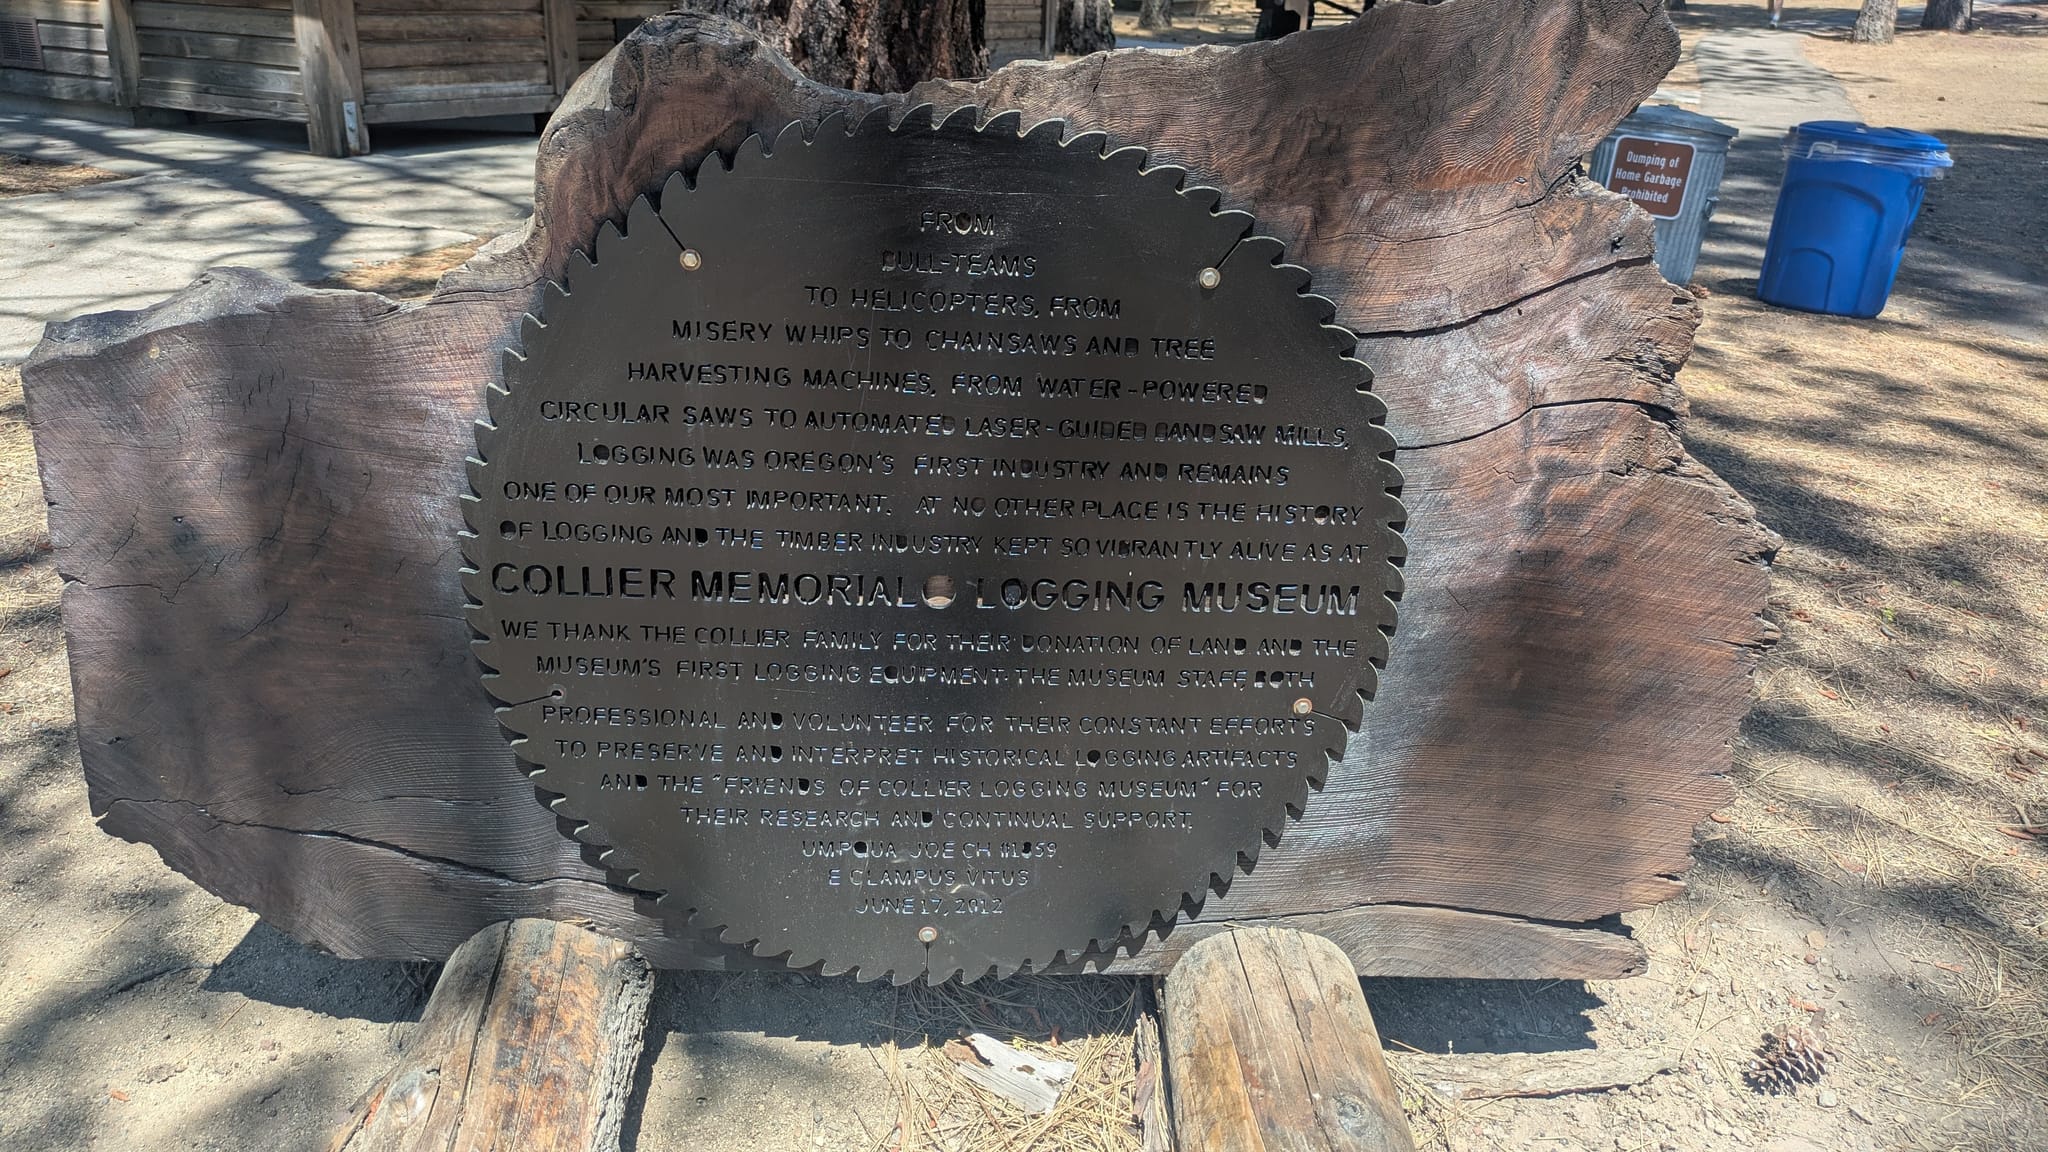 FROM
BULL-TEAMS
TO HELICOPTERS, FROM
MISERY WHIPS TO CHAINSAWS AND TREE
HARVESTING MACHINES, FROM WATER-POWERED
CIRCULAR SAWS TO AUTOMATED LASER-GUIDED BANDSAW MILLS,
LOGGING WAS OREGON'S FIRST INDUSTRY AND REMAINS
ONE OF OUR MOST IMPORTANT. AT NO OTHER PLACE IS THE HISTORY
OF LOGGING AND THE TIMBER INDUSTRY KEPT SO VIBRANTLY ALIVE AS AT
COLLIER MEMORIAL LOGGING MUSEUM
WE THANK THE COLLIER FAMILY FOR THEIR DONATION OF LAND AND THE
MUSEUM'S FIRST LOGGING EQUIPMENT. THE MUSEUM STAFF, BOTH
PROFESSIONAL AND VOLUNTEER FOR THEIR CONSTANT EFFORTS
TO PRESERVE AND INTERPRET HISTORICAL LOGGING ARTIFACTS
AND THE "FRIENDS OF COLLIER LOGGING MUSEUM" FOR
THEIR RESEARCH AND CONTINUAL SUPPORT.
UMPQUA JOE CH #1859
E CLAMPUS VITUS
JUNE 17, 2012
Dumping of
Home Garbage
Prohibited